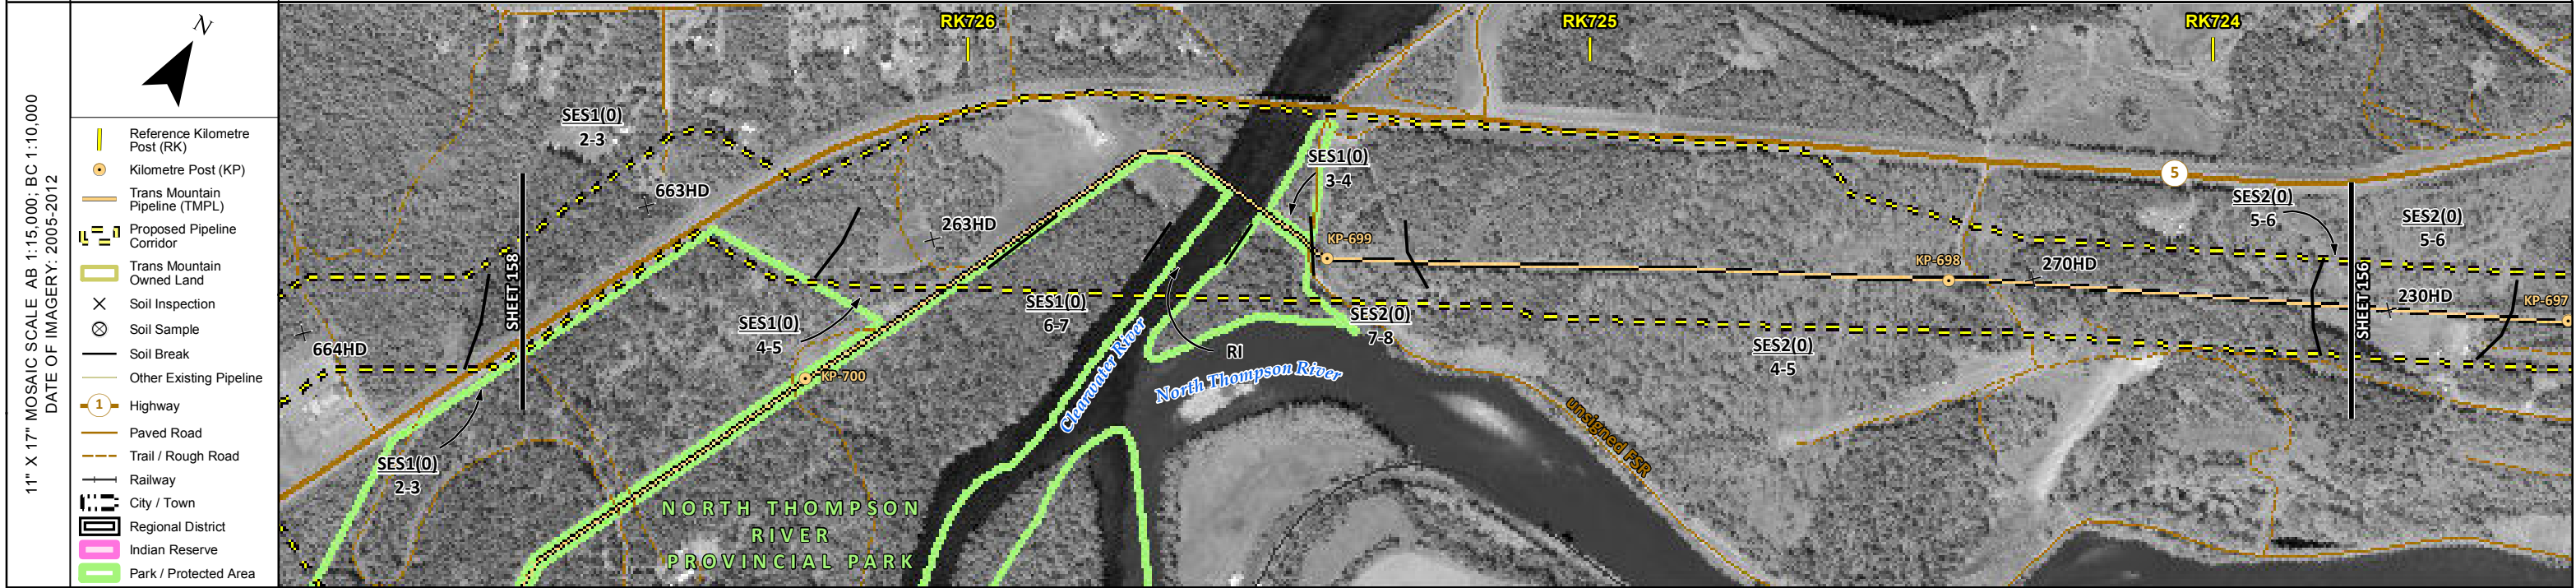 11" X 17" MOSAIC SCALE AB 1:15,000; BC 1:10,000
DATE OF IMAGERY: 2005-2012
N
Reference Kilometre
Post (RK)
Kilometre Post (KP)
Trans Mountain
Pipeline (TMPL)
Proposed Pipeline
Corridor
Trans Mountain
Owned Land
Soil Inspection
Soil Sample
Soil Break
Other Existing Pipeline
1 Highway
Paved Road
Trail / Rough Road
Railway
City / Town
Regional District
Indian Reserve
Park / Protected Area
RK726
RK725
RK724
SES1(0)
2-3
663HD
664HD
SHEET 158
SES1(0)
2-3
263HD
SES1(0)
4-5
KP-700
SES1(0)
6-7
NORTH THOMPSON
RIVER
PROVINCIAL PARK
Clearwater River
RI
North Thompson River
SES1(0)
3-4
KP-699
SES2(0)
7-8
unsigned FSR
SES2(0)
4-5
KP-698
270HD
5
SES2(0)
5-6
SHEET 156
SES2(0)
5-6
230HD
KP-697